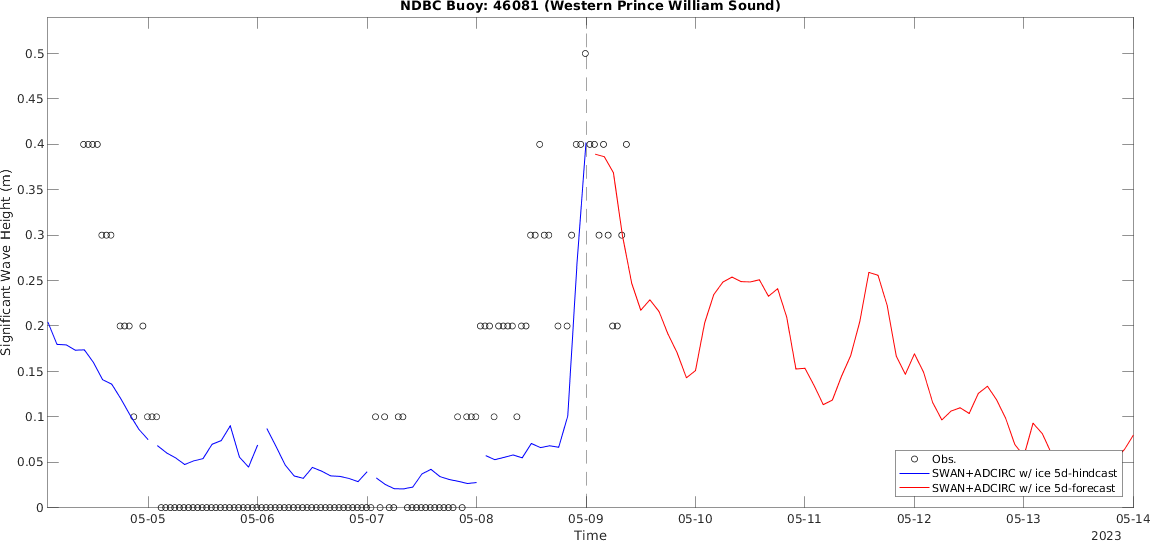 NDBC Buoy: 46081 (Western Prince William Sound)
0.5
0.45
0.4
0.35
0.3
0.25
0.2
0.15
0.1
0.05
0
Significant Wave Height (m)
Obs.
SWAN+ADCIRC w/ ice 5d-hindcast
SWAN+ADCIRC w/ ice 5d-forecast
05-05 05-06 05-07 05-08 05-09 05-10 05-11 05-12 05-13 05-14
Time
2023